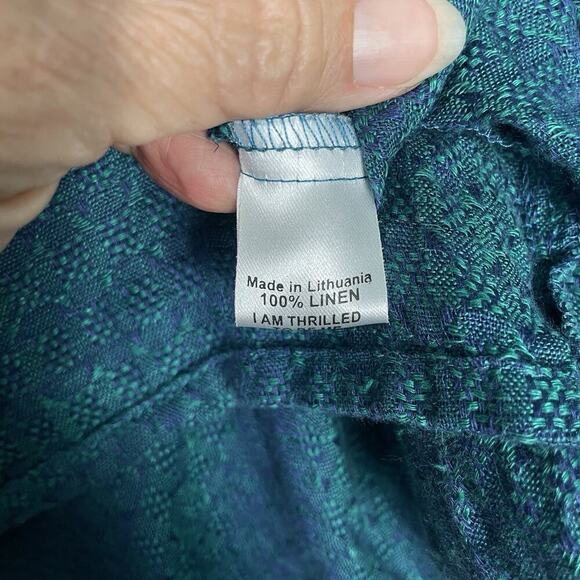 Made in Lithuania
100% LINEN
I AM THRILLED